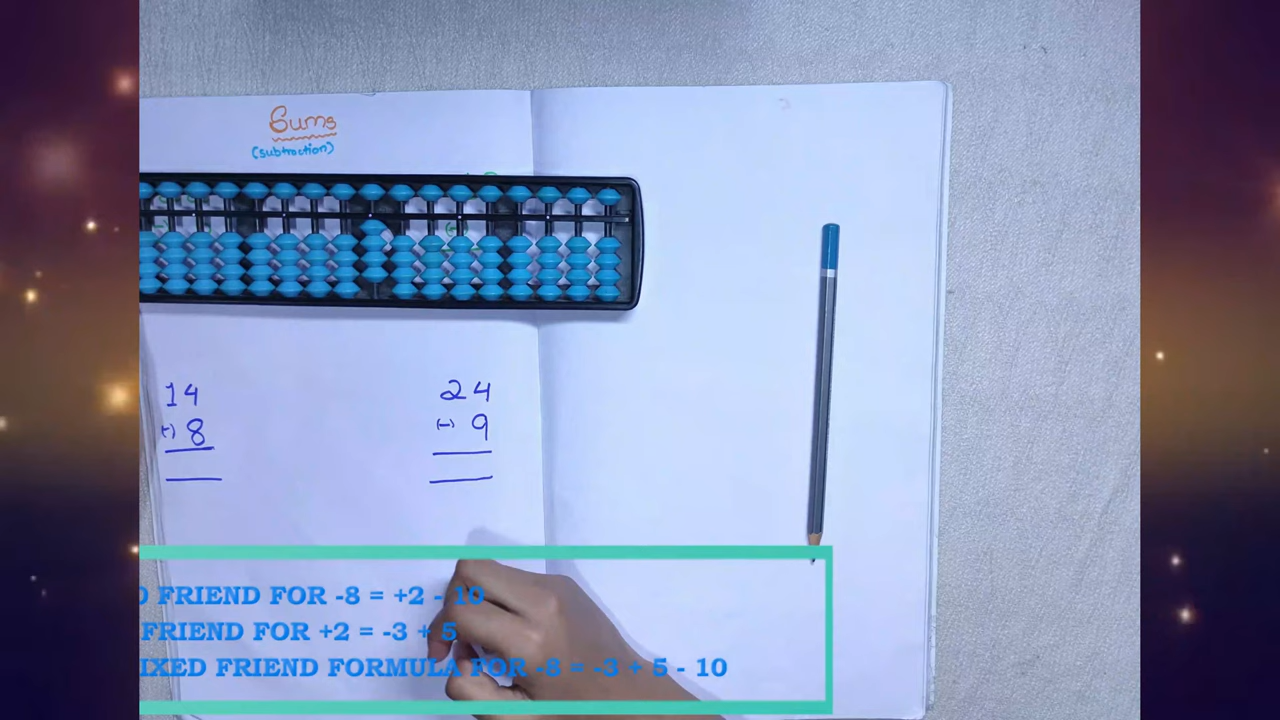 Sums
(subtraction)
14
(-) 8
24
(-) 9
FRIEND FOR -8 = +2 - 10
FRIEND FOR +2 = -3 + 5
IXED FRIEND FORMULA FOR -8 = -3 + 5 - 10